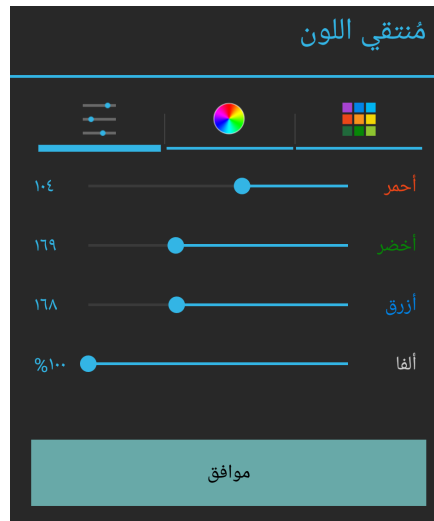 مُنتقي اللون
أحمر ١٠٤
أخضر ١٦٩
أزرق ١٦٨
ألفا ١٠٠%
موافق